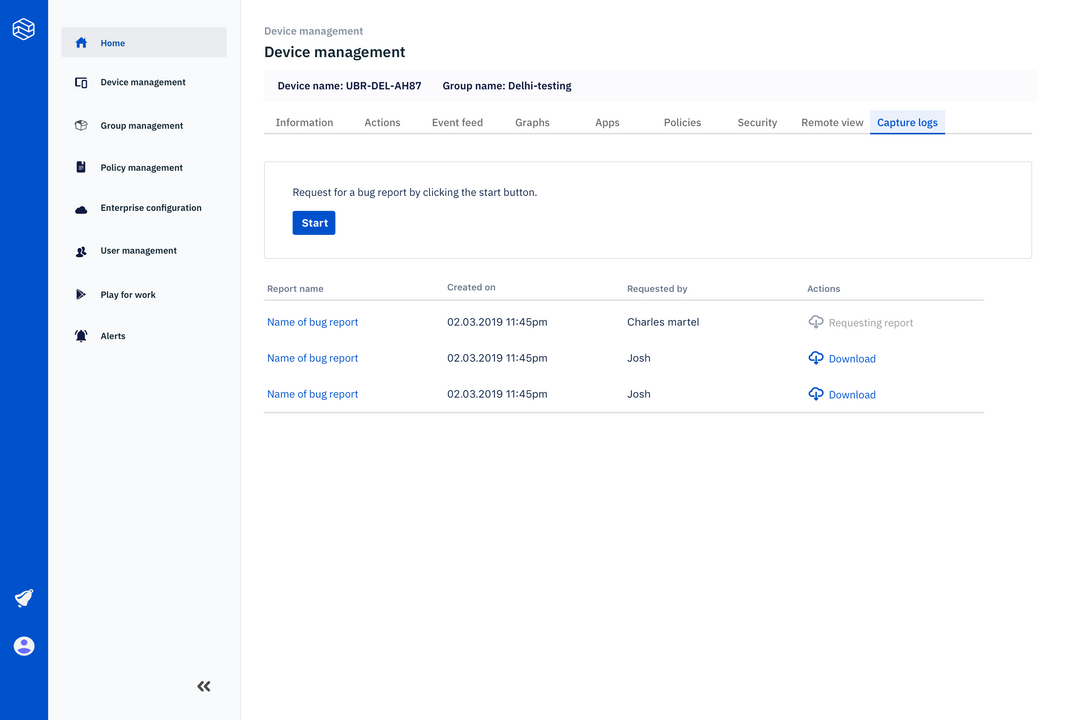 Home
Device management
Group management
Policy management
Enterprise configuration
User management
Play for work
Alerts
Device management
Device management
Device name: UBR-DEL-AH87 Group name: Delhi-testing
Information Actions Event feed Graphs Apps Policies Security Remote view Capture logs
Request for a bug report by clicking the start button.
Start
Report name Created on Requested by Actions
Name of bug report 02.03.2019 11:45pm Charles martel Requesting report
Name of bug report 02.03.2019 11:45pm Josh Download
Name of bug report 02.03.2019 11:45pm Josh Download